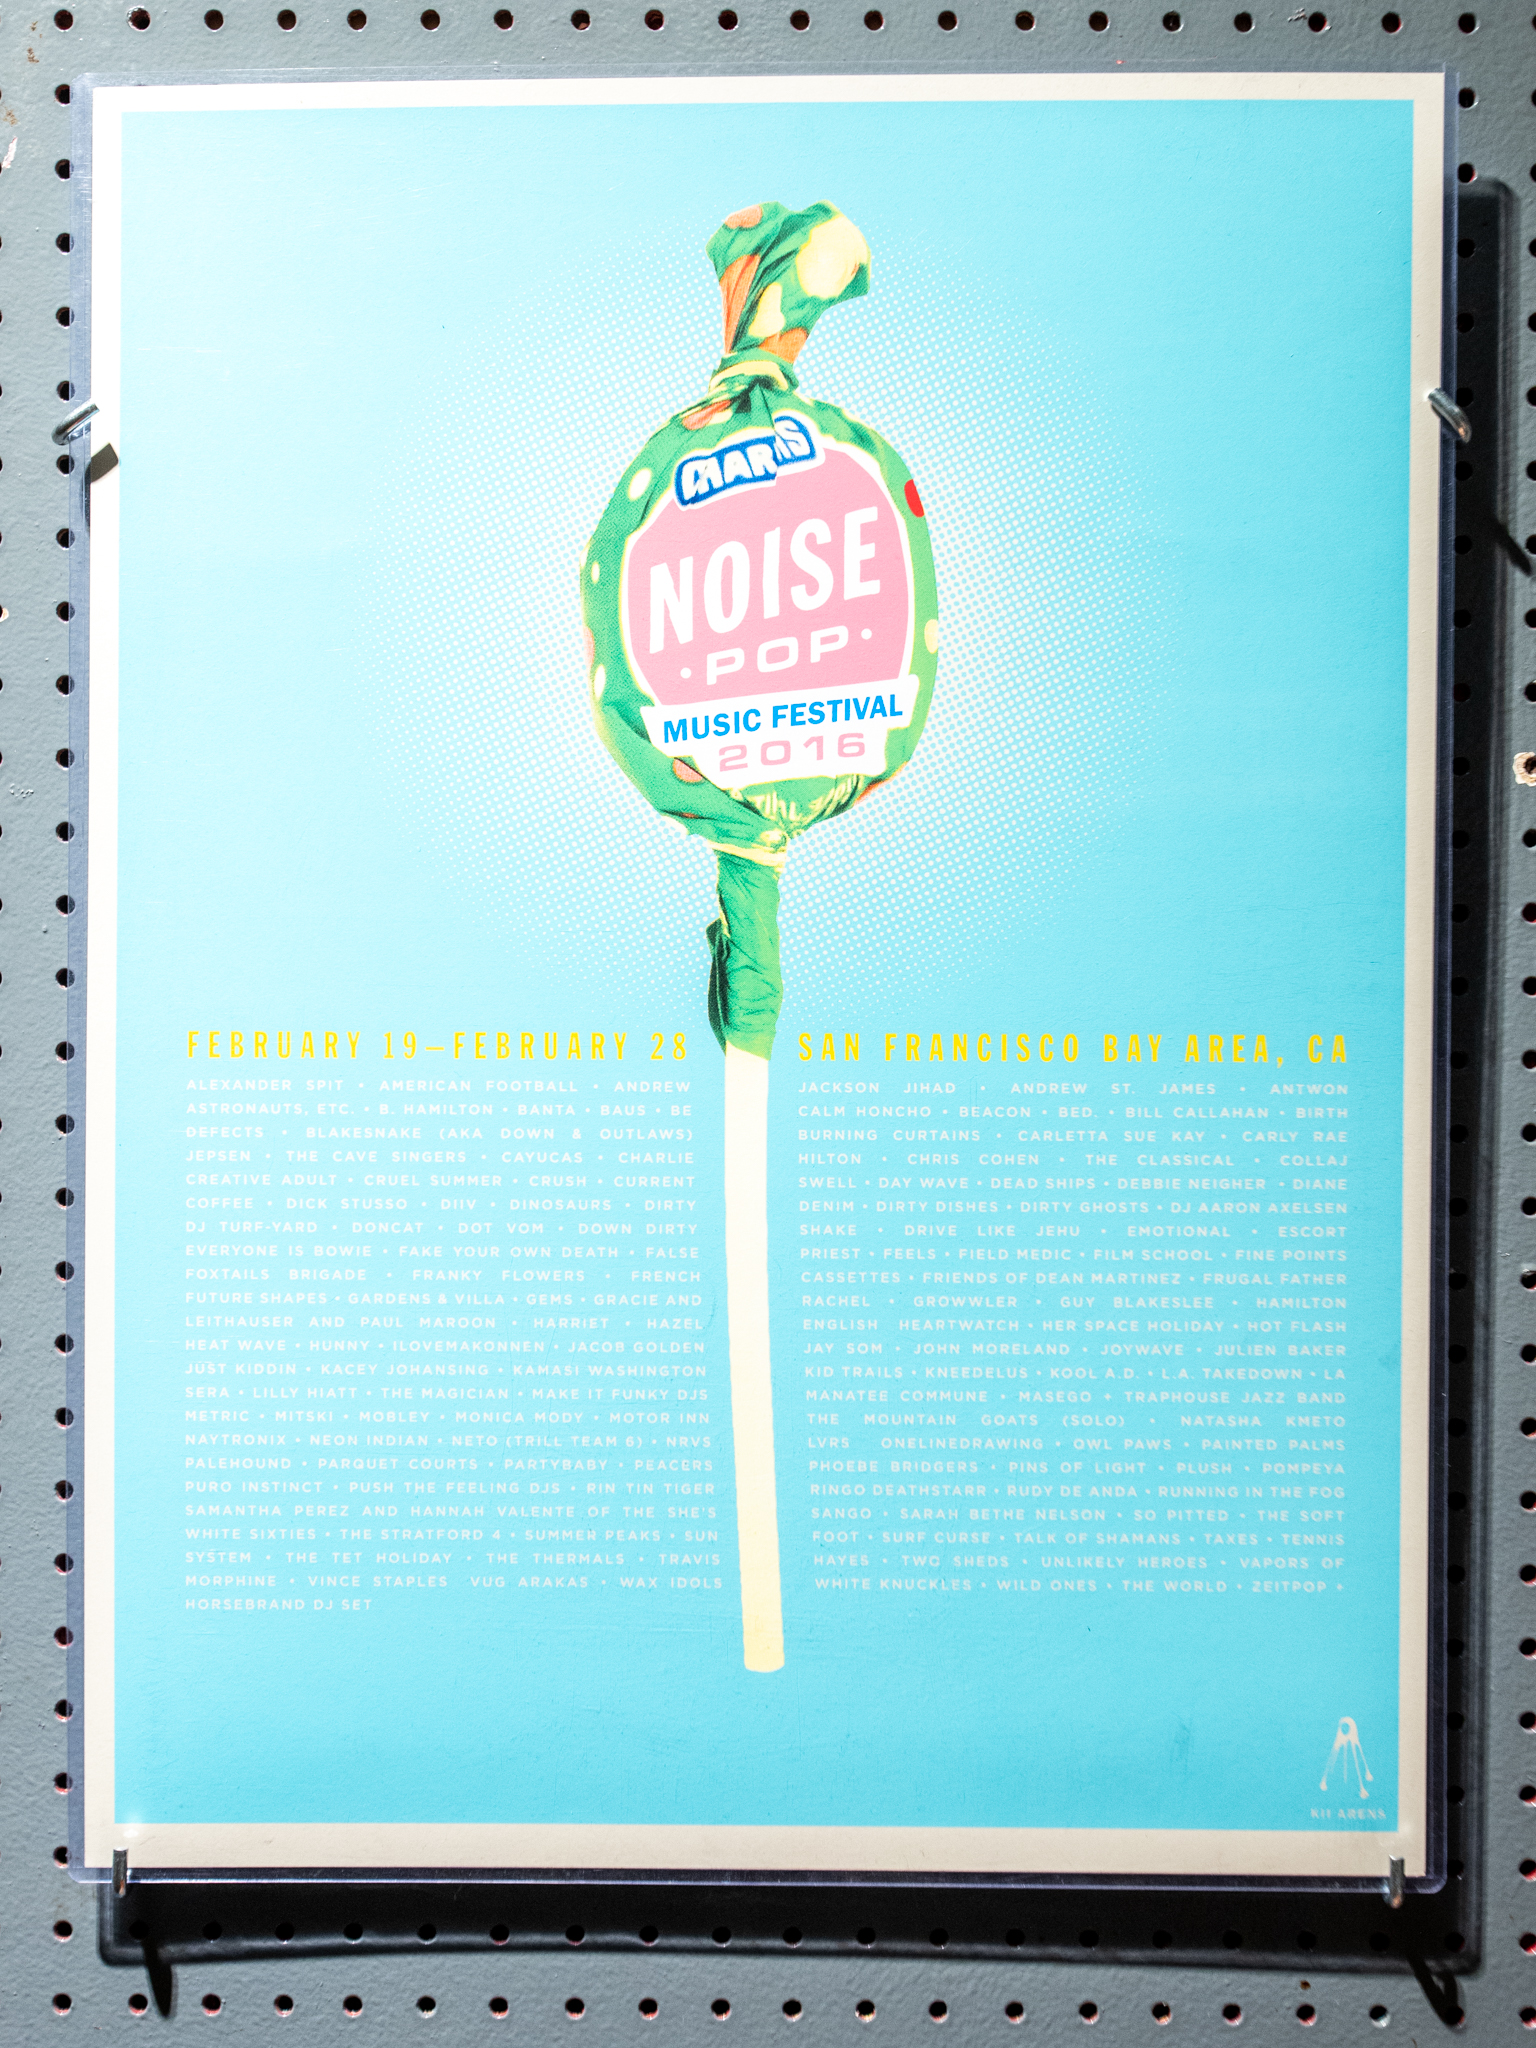 NOISE
• POP •
MUSIC FESTIVAL
2016
FEBRUARY 19–FEBRUARY 28 SAN FRANCISCO BAY AREA, CA
ALEXANDER SPIT • AMERICAN FOOTBALL • ANDREW JACKSON JIHAD • ANDREW ST. JAMES • ANTWON
ASTRONAUTS, ETC. • B. HAMILTON • BANTA • BAUS • BE CALM HONCHO • BEACON • BED. • BILL CALLAHAN • BIRTH
DEFECTS • BLAKESNAKE (AKA DOWN & OUTLAWS) BURNING CURTAINS • CARLETTA SUE KAY • CARLY RAE
JEPSEN • THE CAVE SINGERS • CAYUCAS • CHARLIE HILTON • CHRIS COHEN • THE CLASSICAL • COLLAJ
CREATIVE ADULT • CRUEL SUMMER • CRUSH • CURRENT SWELL • DAY WAVE • DEAD SHIPS • DEBBIE NEIGHER • DIANE
COFFEE • DICK STUSSO • DIIV • DINOSAURS • DIRTY DENIM • DIRTY DISHES • DIRTY GHOSTS • DJ AARON AXELSEN
DJ TURF-YARD • DONCAT • DOT VOM • DOWN DIRTY SHAKE • DRIVE LIKE JEHU • EMOTIONAL • ESCORT
EVERYONE IS BOWIE • FAKE YOUR OWN DEATH • FALSE PRIEST • FEELS • FIELD MEDIC • FILM SCHOOL • FINE POINTS
FOXTAILS BRIGADE • FRANKY FLOWERS • FRENCH CASSETTES • FRIENDS OF DEAN MARTINEZ • FRUGAL FATHER
FUTURE SHAPES • GARDENS & VILLA • GEMS • GRACIE AND RACHEL • GROWWLER • GUY BLAKESLEE • HAMILTON
LEITHAUSER AND PAUL MAROON • HARRIET • HAZEL ENGLISH HEARTWATCH • HER SPACE HOLIDAY • HOT FLASH
HEAT WAVE • HUNNY • ILOVEMAKONNEN • JACOB GOLDEN JAY SOM • JOHN MORELAND • JOYWAVE • JULIEN BAKER
JUST KIDDIN • KACEY JOHANSING • KAMASI WASHINGTON KID TRAILS • KNEEDELUS • KOOL A.D. • L.A. TAKEDOWN • LA
SERA • LILLY HIATT • THE MAGICIAN • MAKE IT FUNKY DJS MANATEE COMMUNE • MASEGO + TRAPHOUSE JAZZ BAND
METRIC • MITSKI • MOBLEY • MONICA MODY • MOTOR INN THE MOUNTAIN GOATS (SOLO) • NATASHA KMETO
NAYTRONIX • NEON INDIAN • NETO (TRILL TEAM 6) • NRVS LVRS ONELINEDRAWING • OWL PAWS • PAINTED PALMS
PALEHOUND • PARQUET COURTS • PARTYBABY • PEACERS PHOEBE BRIDGERS • PINS OF LIGHT • PLUSH • POMPEYA
PURO INSTINCT • PUSH THE FEELING DJS • RIN TIN TIGER RINGO DEATHSTARR • RUDY DE ANDA • RUNNING IN THE FOG
SAMANTHA PEREZ AND HANNAH VALENTE OF THE SHE'S SANGO • SARAH BETHE NELSON • SO PITTED • THE SOFT
WHITE SIXTIES • THE STRATFORD 4 • SUMMER PEAKS • SUN FOOT • SURF CURSE • TALK OF SHAMANS • TAXES • TENNIS
SYSTEM • THE TET HOLIDAY • THE THERMALS • TRAVIS HAYES • TWO SHEDS • UNLIKELY HEROES • VAPORS OF
MORPHINE • VINCE STAPLES VUG ARAKAS • WAX IDOLS WHITE KNUCKLES • WILD ONES • THE WORLD • ZEITPOP •
HORSEBRAND DJ SET
KII ARENS